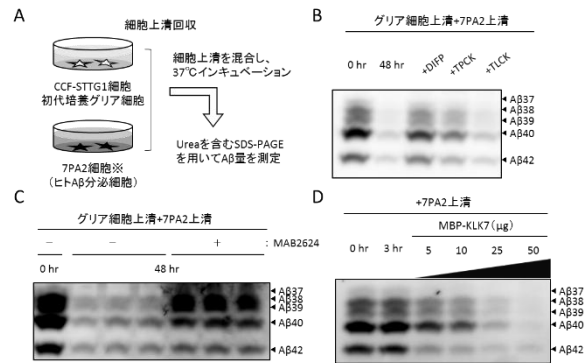 A
細胞上清回収
CCF-STTG1細胞
初代培養グリア細胞
7PA2細胞※
(ヒトAβ分泌細胞)
細胞上清を混合し、
37℃インキュベーション
Ureaを含むSDS-PAGE
を用いてAβ量を測定
B
グリア細胞上清+7PA2上清
0 hr 48 hr +DIFP +TPCK +TLCK
Aβ37
Aβ38
Aβ39
Aβ40
Aβ42
C
グリア細胞上清+7PA2上清
− − + : MAB2624
0 hr 48 hr
Aβ37
Aβ38
Aβ39
Aβ40
Aβ42
D
+7PA2上清
MBP-KLK7(μg)
0 hr 3 hr 5 10 25 50
Aβ37
Aβ38
Aβ39
Aβ40
Aβ42